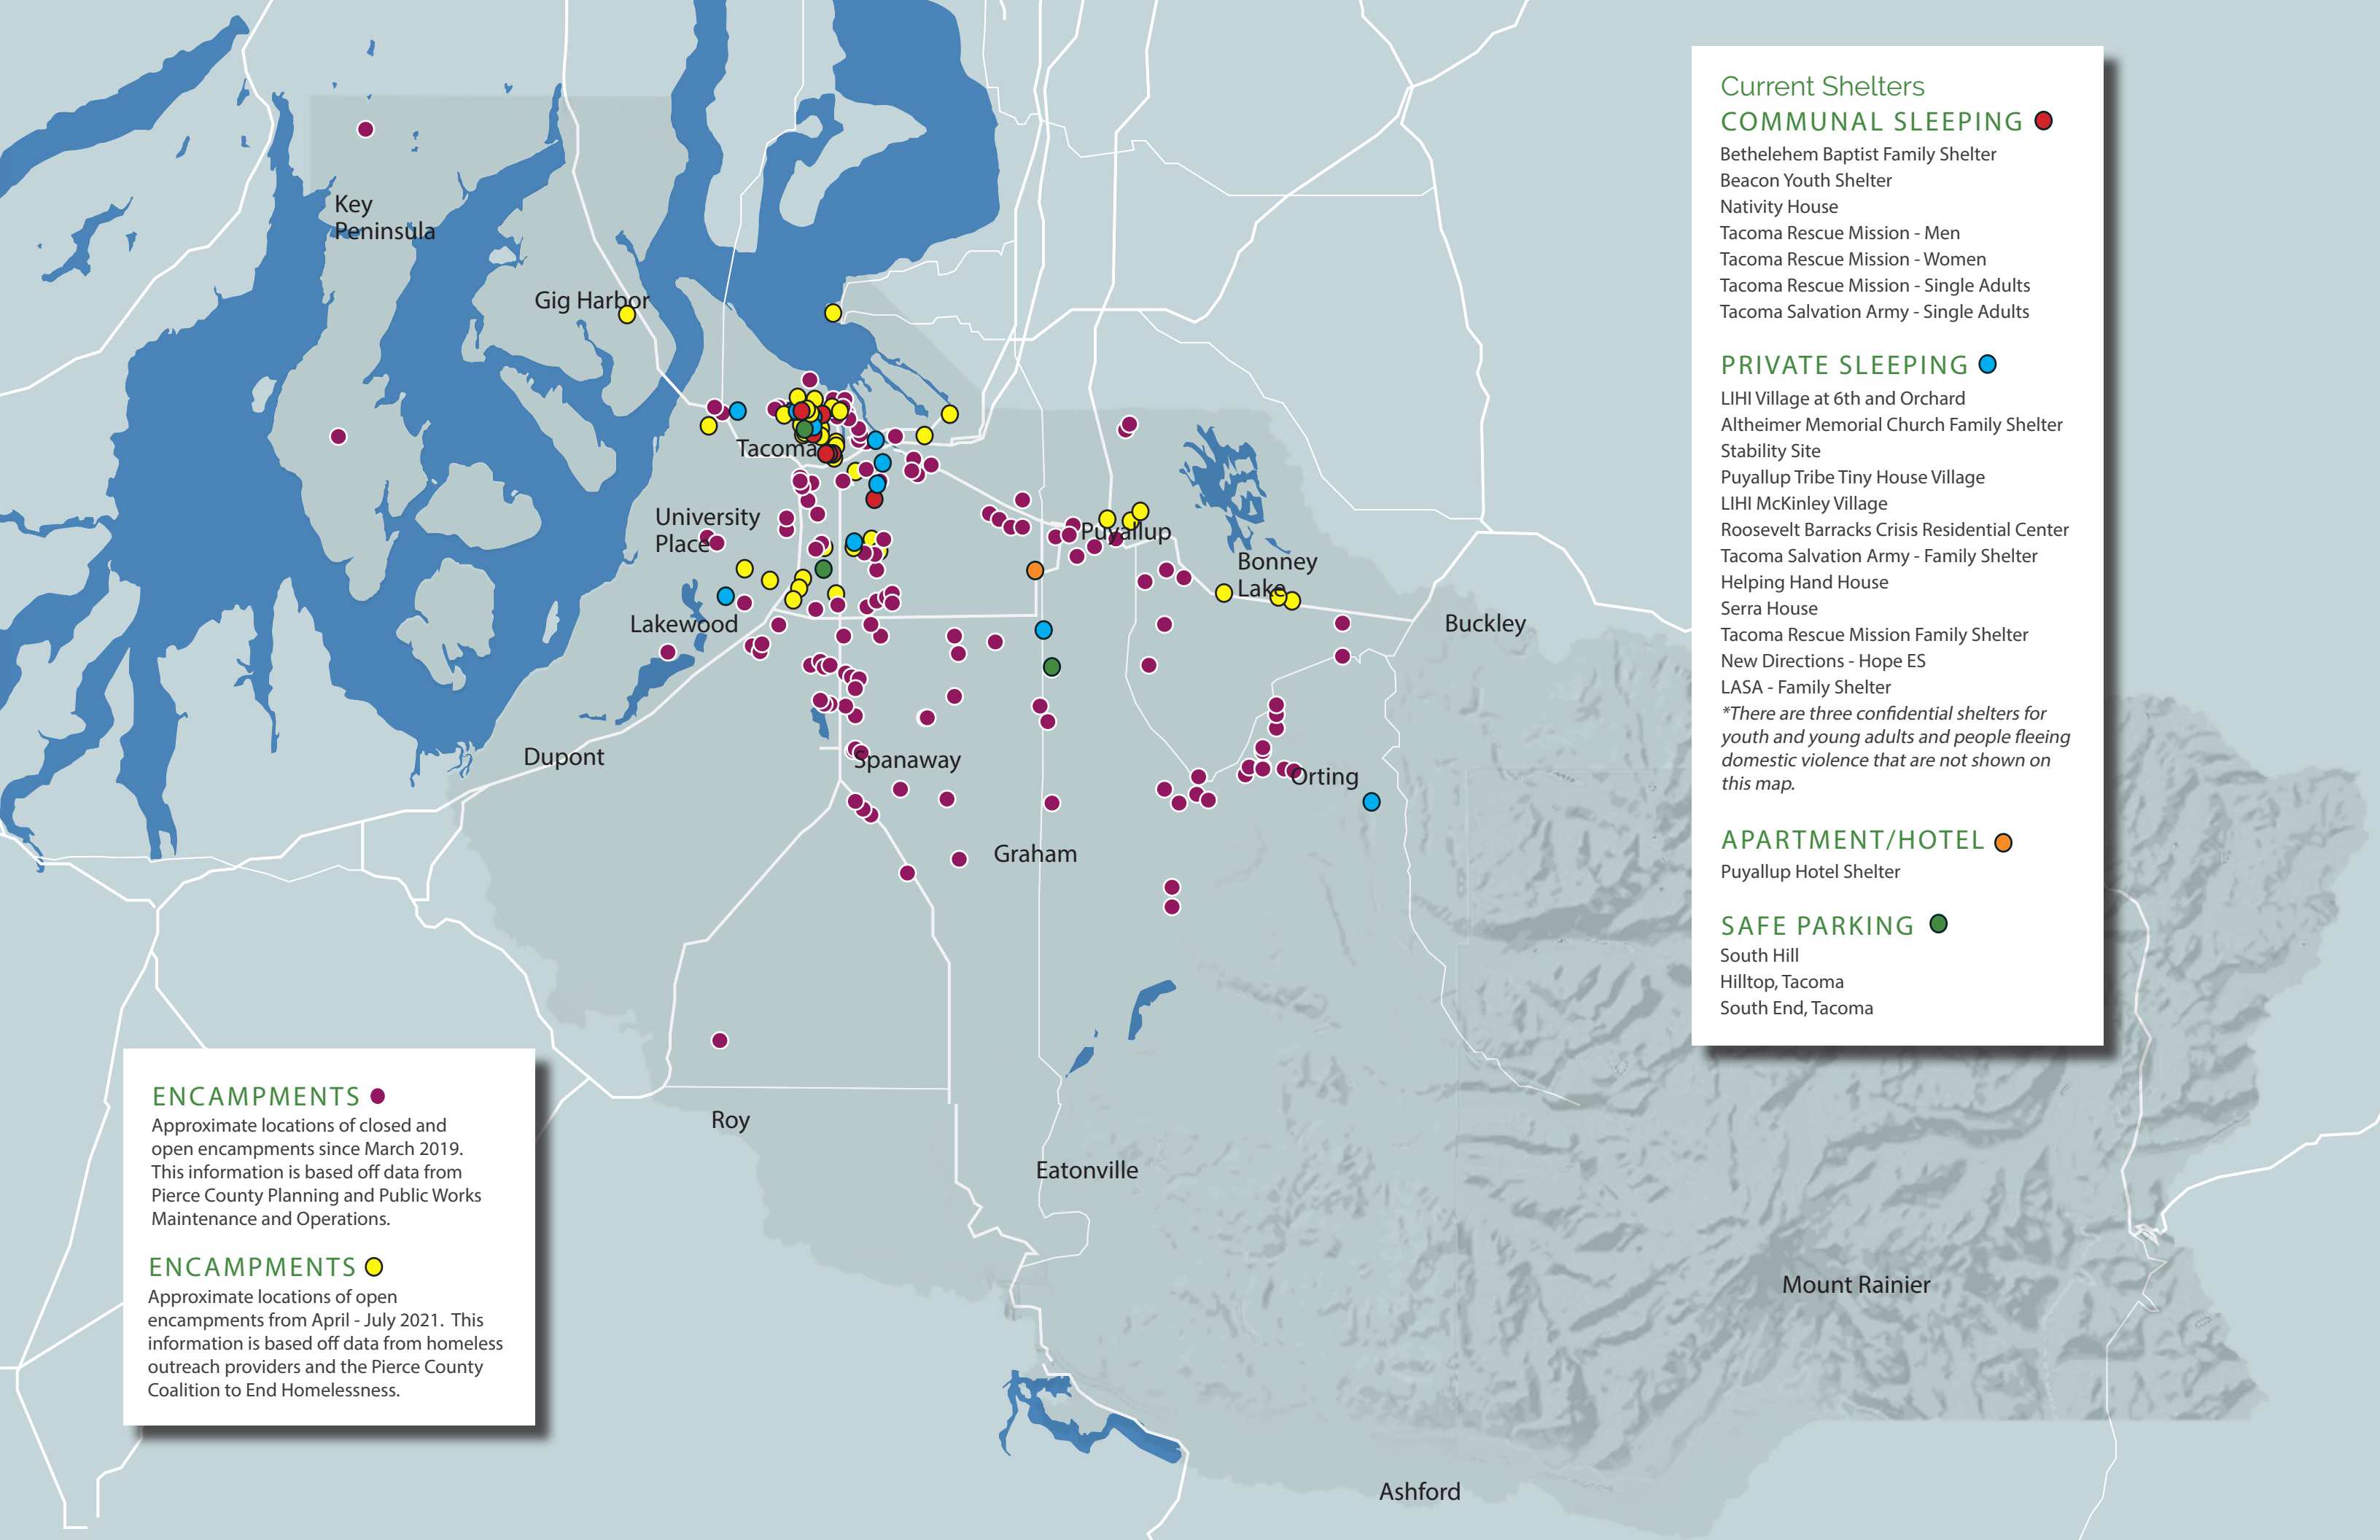 Current Shelters
COMMUNAL SLEEPING
Bethelehem Baptist Family Shelter
Beacon Youth Shelter
Nativity House
Tacoma Rescue Mission - Men
Tacoma Rescue Mission - Women
Tacoma Rescue Mission - Single Adults
Tacoma Salvation Army - Single Adults
PRIVATE SLEEPING
LIHI Village at 6th and Orchard
Altheimer Memorial Church Family Shelter
Stability Site
Puyallup Tribe Tiny House Village
LIHI McKinley Village
Roosevelt Barracks Crisis Residential Center
Tacoma Salvation Army - Family Shelter
Helping Hand House
Serra House
Tacoma Rescue Mission Family Shelter
New Directions - Hope ES
LASA - Family Shelter
*There are three confidential shelters for
youth and young adults and people fleeing
domestic violence that are not shown on
this map.
APARTMENT/HOTEL
Puyallup Hotel Shelter
SAFE PARKING
South Hill
Hilltop, Tacoma
South End, Tacoma
Key
Peninsula
Gig Harbor
Tacoma
University
Place
Puyallup
Bonney
Lake
Lakewood
Buckley
Dupont
Spanaway
Orting
Graham
Roy
Eatonville
Mount Rainier
Ashford
ENCAMPMENTS
Approximate locations of closed and
open encampments since March 2019.
This information is based off data from
Pierce County Planning and Public Works
Maintenance and Operations.
ENCAMPMENTS
Approximate locations of open
encampments from April - July 2021. This
information is based off data from homeless
outreach providers and the Pierce County
Coalition to End Homelessness.